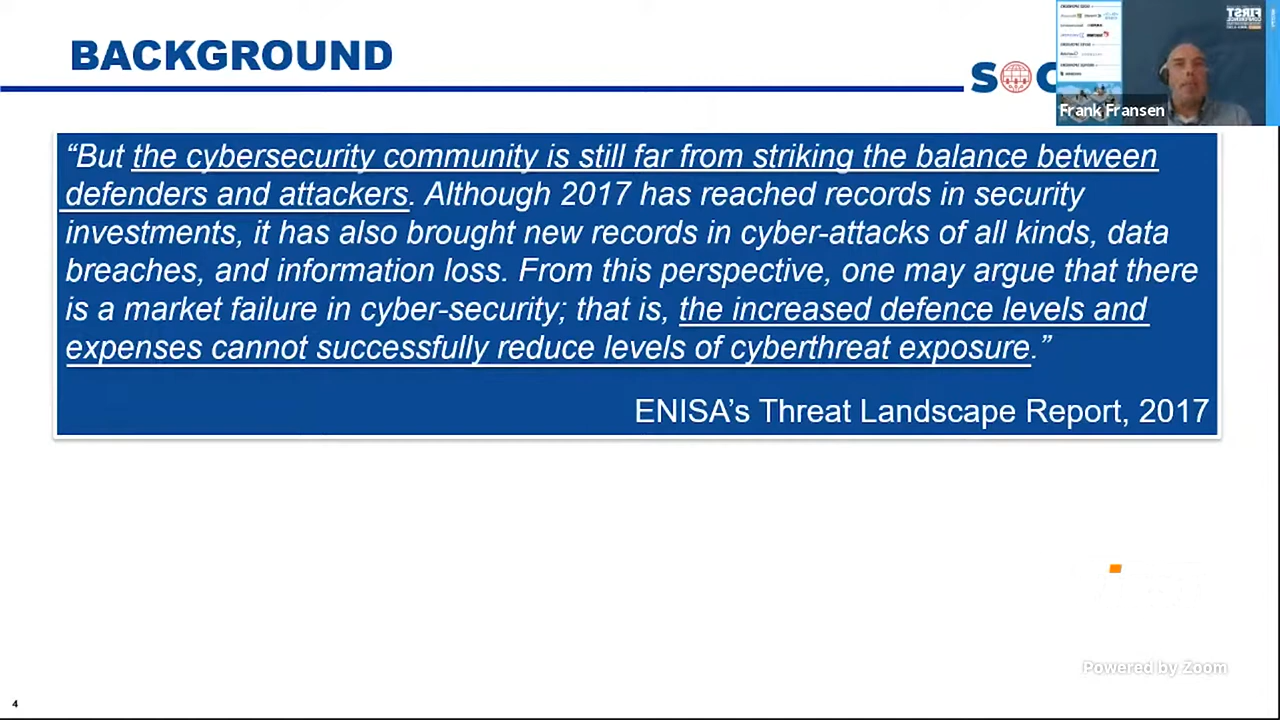 BACKGROUND
SOC
FIRST
Frank Fransen
“But the cybersecurity community is still far from striking the balance between
defenders and attackers. Although 2017 has reached records in security
investments, it has also brought new records in cyber-attacks of all kinds, data
breaches, and information loss. From this perspective, one may argue that there
is a market failure in cyber-security; that is, the increased defence levels and
expenses cannot successfully reduce levels of cyberthreat exposure.”
ENISA’s Threat Landscape Report, 2017
Powered by Zoom
4